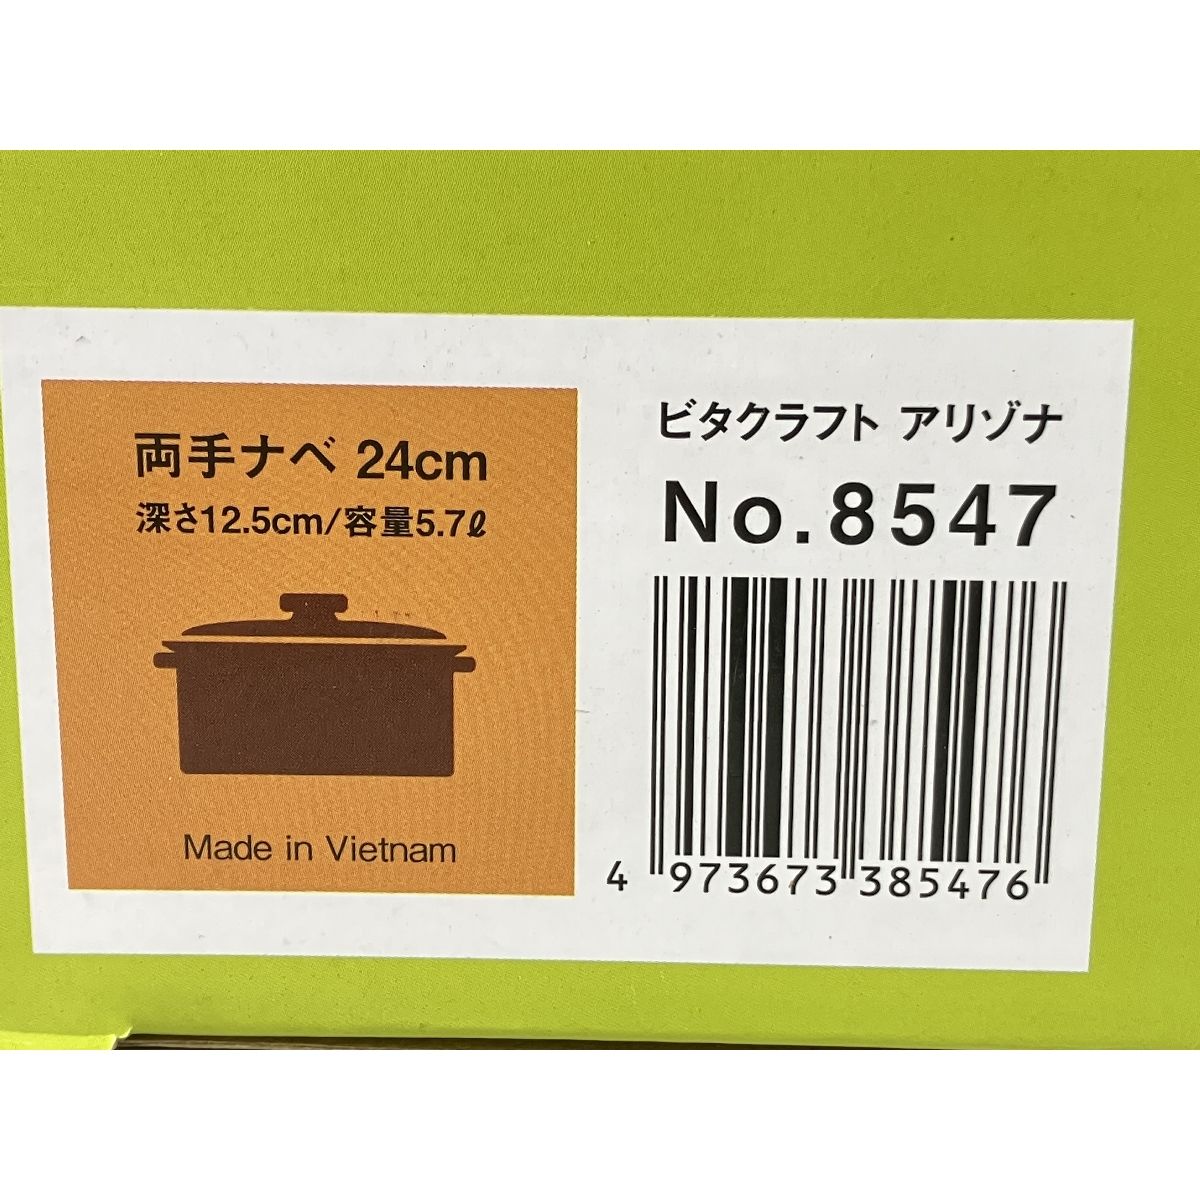 両手ナベ 24cm
深さ12.5cm/容量5.7ℓ
Made in Vietnam
ビタクラフト アリゾナ
No.8547
4 973673 385476